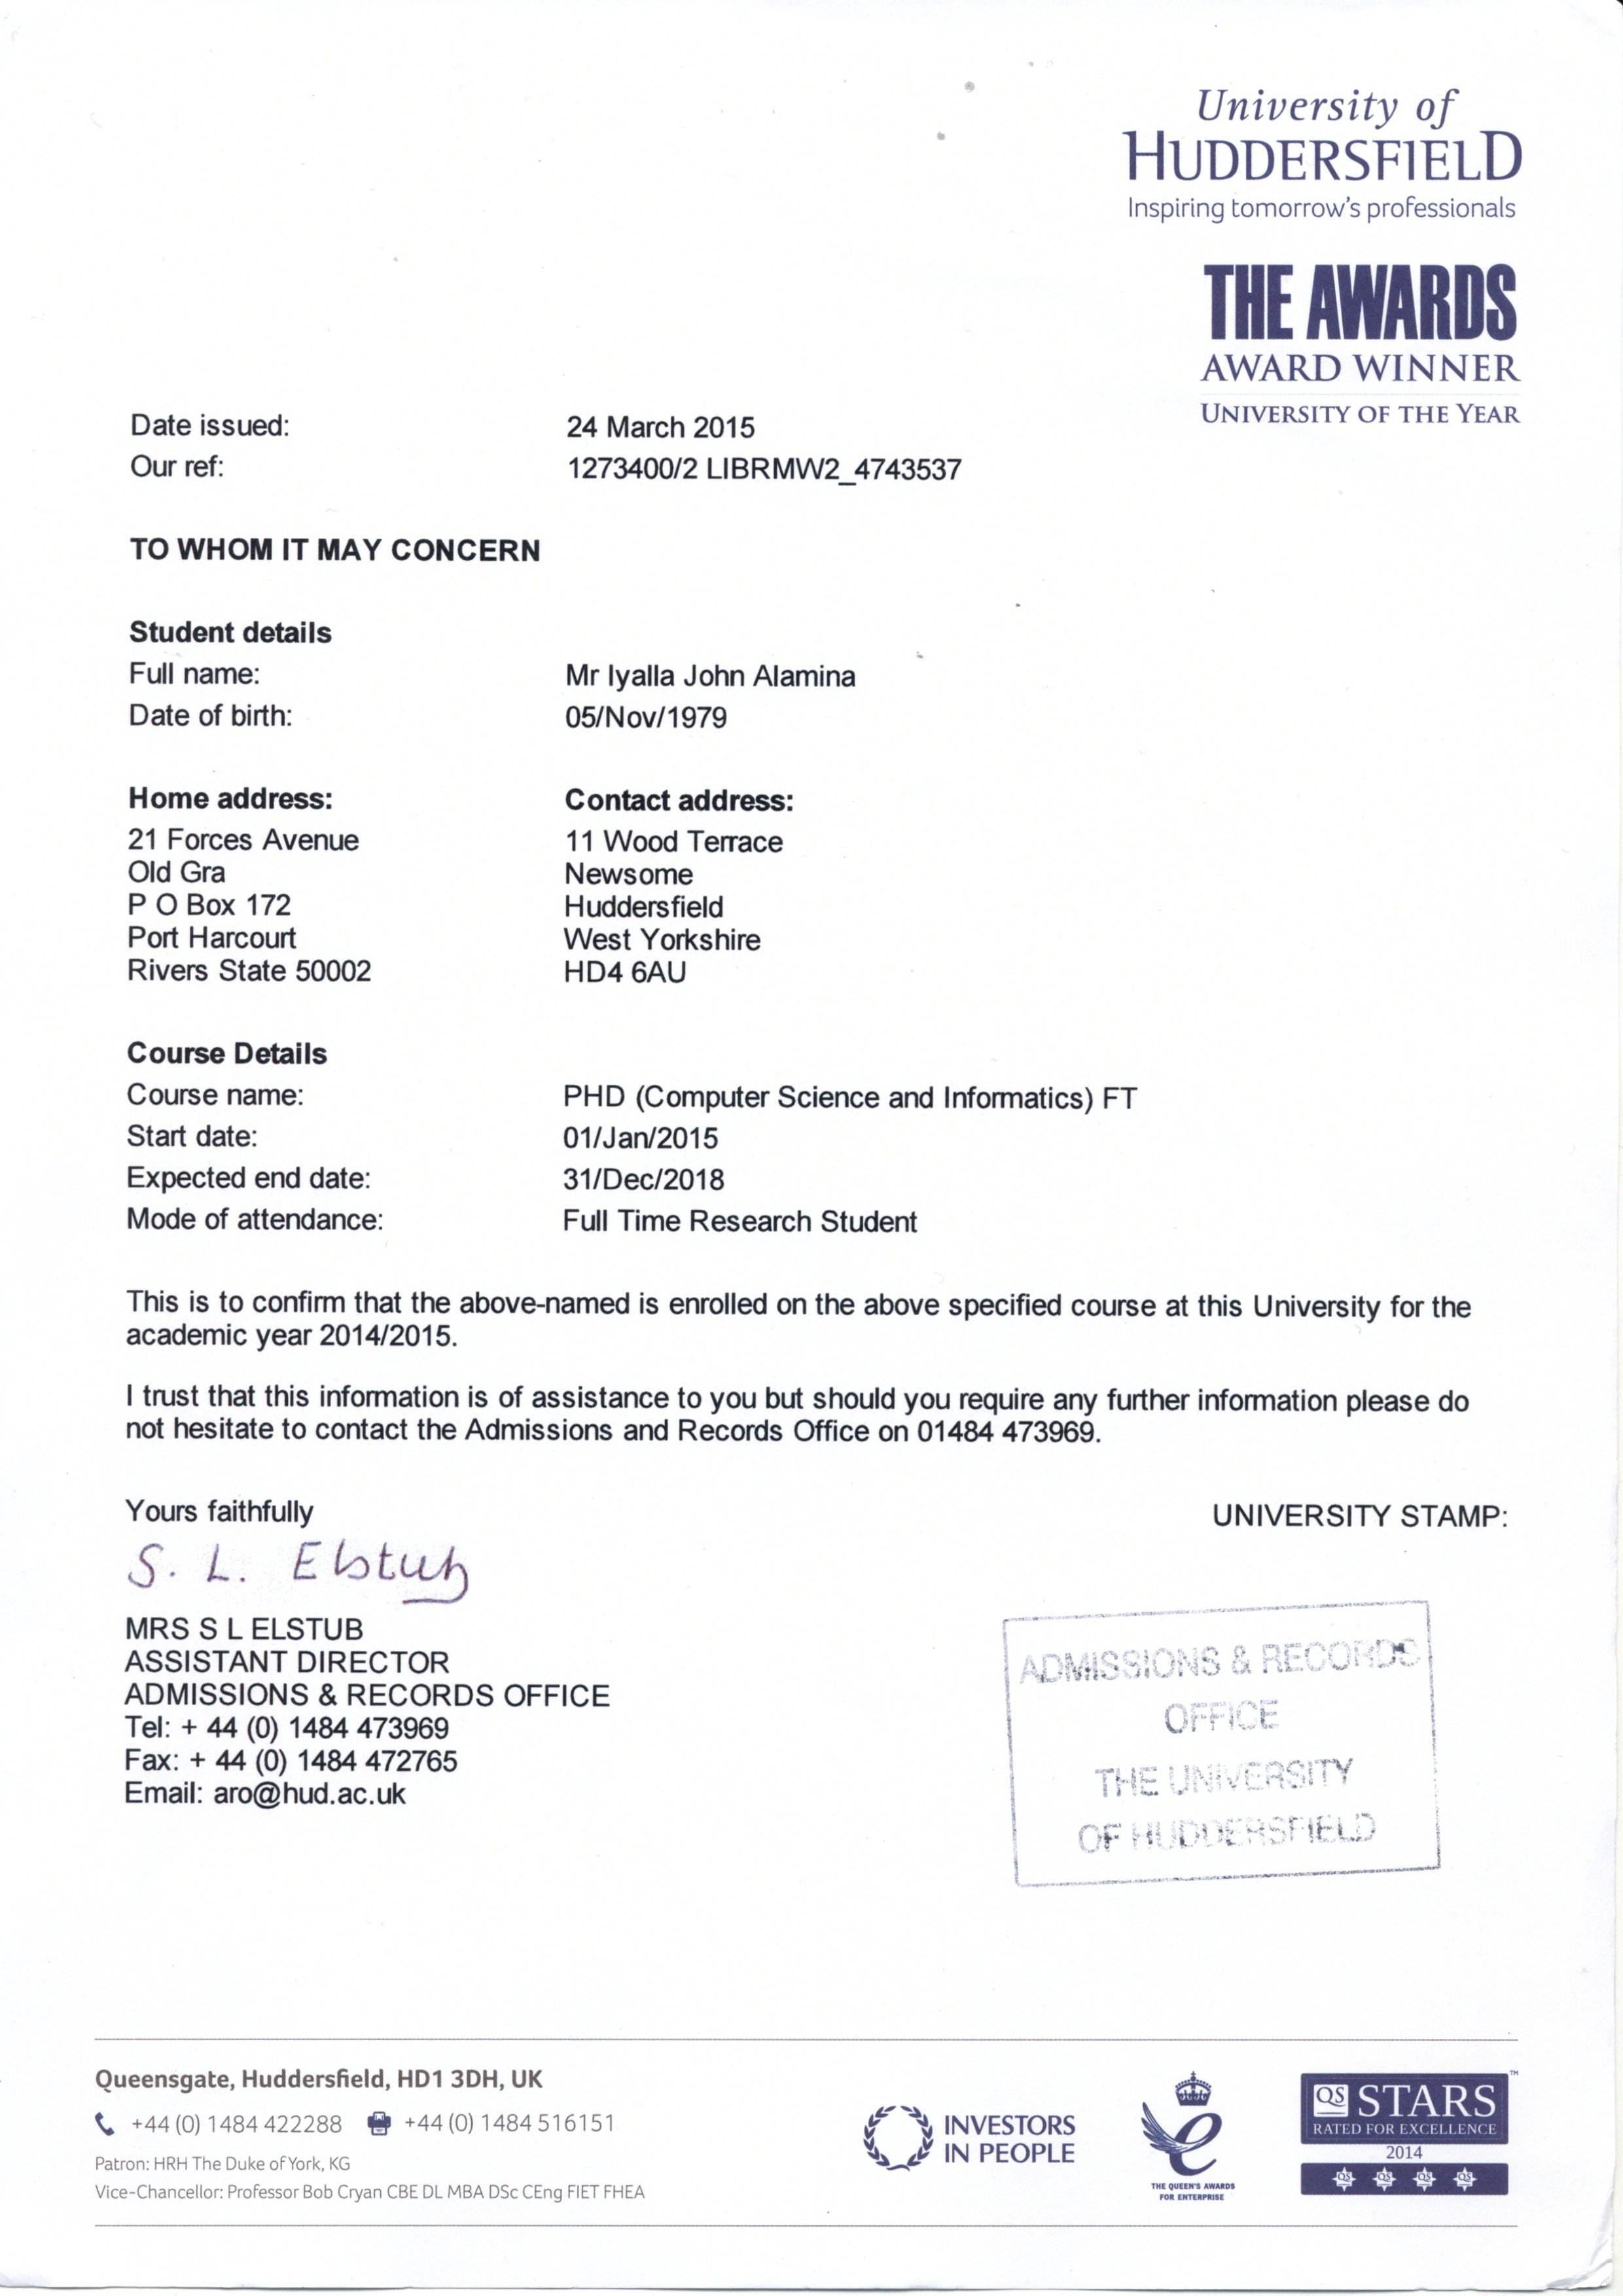 University of
HUDDERSFIELD
Inspiring tomorrow's professionals
THE AWARDS
AWARD WINNER
UNIVERSITY OF THE YEAR
Date issued: 24 March 2015
Our ref: 1273400/2 LIBRMW2_4743537
TO WHOM IT MAY CONCERN
Student details
Full name: Mr Iyalla John Alamina
Date of birth: 05/Nov/1979
Home address: Contact address:
21 Forces Avenue 11 Wood Terrace
Old Gra Newsome
P O Box 172 Huddersfield
Port Harcourt West Yorkshire
Rivers State 50002 HD4 6AU
Course Details
Course name: PHD (Computer Science and Informatics) FT
Start date: 01/Jan/2015
Expected end date: 31/Dec/2018
Mode of attendance: Full Time Research Student
This is to confirm that the above-named is enrolled on the above specified course at this University for the
academic year 2014/2015.
I trust that this information is of assistance to you but should you require any further information please do
not hesitate to contact the Admissions and Records Office on 01484 473969.
Yours faithfully UNIVERSITY STAMP:
S. L. Elstub
MRS S L ELSTUB
ASSISTANT DIRECTOR
ADMISSIONS & RECORDS OFFICE
Tel: + 44 (0) 1484 473969
Fax: + 44 (0) 1484 472765
Email: aro@hud.ac.uk
ADMISSIONS & RECORDS
OFFICE
THE UNIVERSITY
OF HUDDERSFIELD
Queensgate, Huddersfield, HD1 3DH, UK
+44 (0) 1484 422288 +44 (0) 1484 516151
Patron: HRH The Duke of York, KG
Vice-Chancellor: Professor Bob Cryan CBE DL MBA DSc CEng FIET FHEA
INVESTORS
IN PEOPLE
THE QUEEN'S AWARDS
FOR ENTERPRISE
QS STARS™
RATED FOR EXCELLENCE
2014
QS QS QS QS